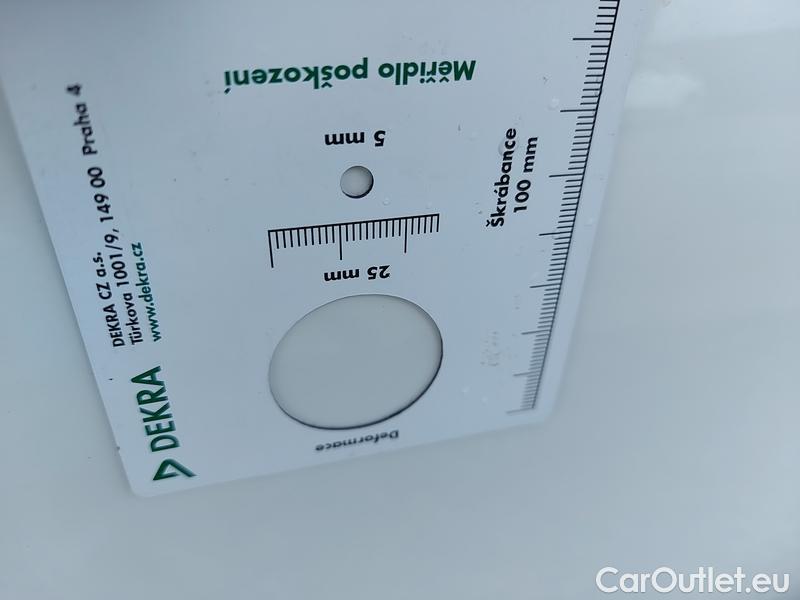 Měřidlo poškození
5 mm
25 mm
Deformace
Škrábance
100 mm
DEKRA
DEKRA CZ a.s.
Türkova 1001/9, 149 00 Praha 4
www.dekra.cz
CarOutlet.eu